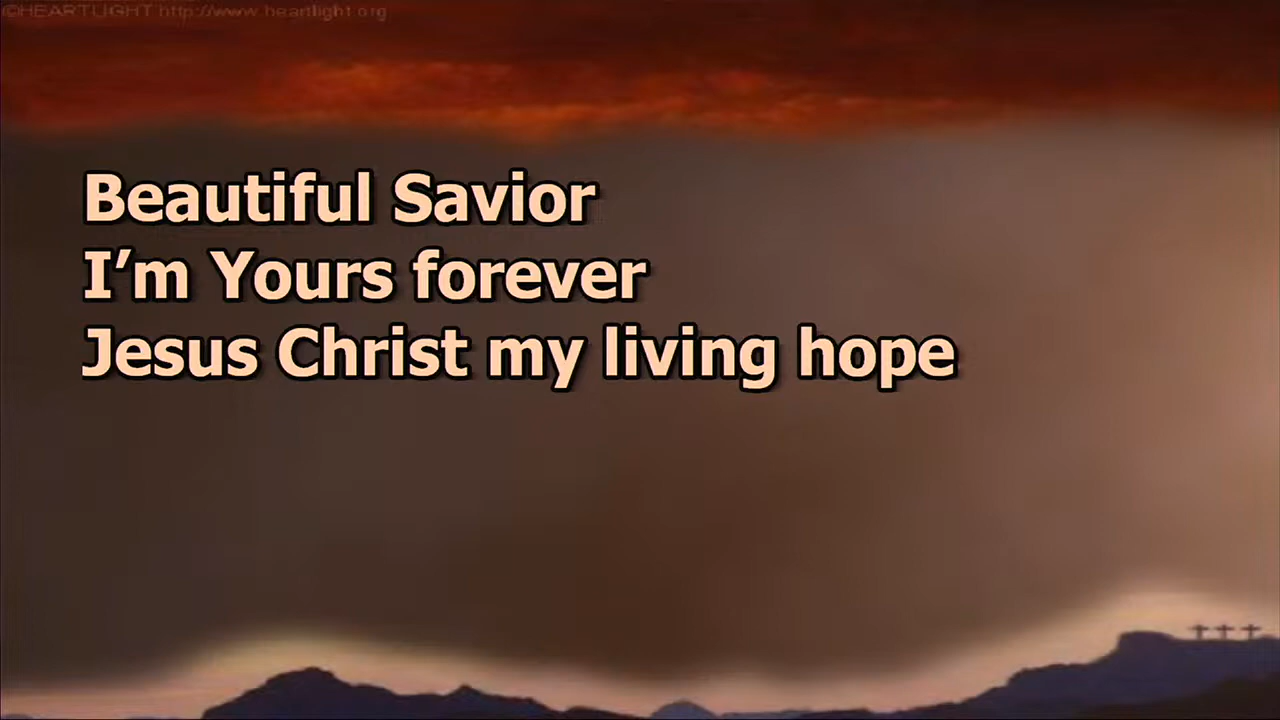 ©HEARTLIGHT http://www.heartlight.org
Beautiful Savior
I’m Yours forever
Jesus Christ my living hope